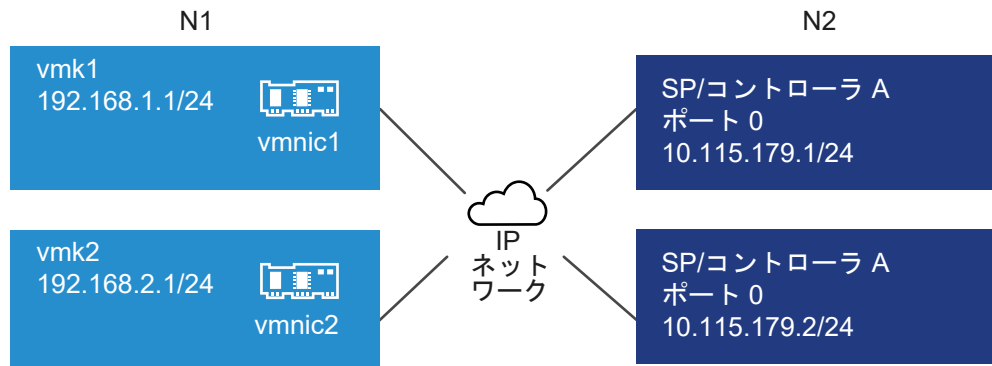 N1
N2
vmk1
192.168.1.1/24
vmnic1
SP/コントローラ A
ポート 0
10.115.179.1/24
IP
ネット
ワーク
vmk2
192.168.2.1/24
vmnic2
SP/コントローラ A
ポート 0
10.115.179.2/24